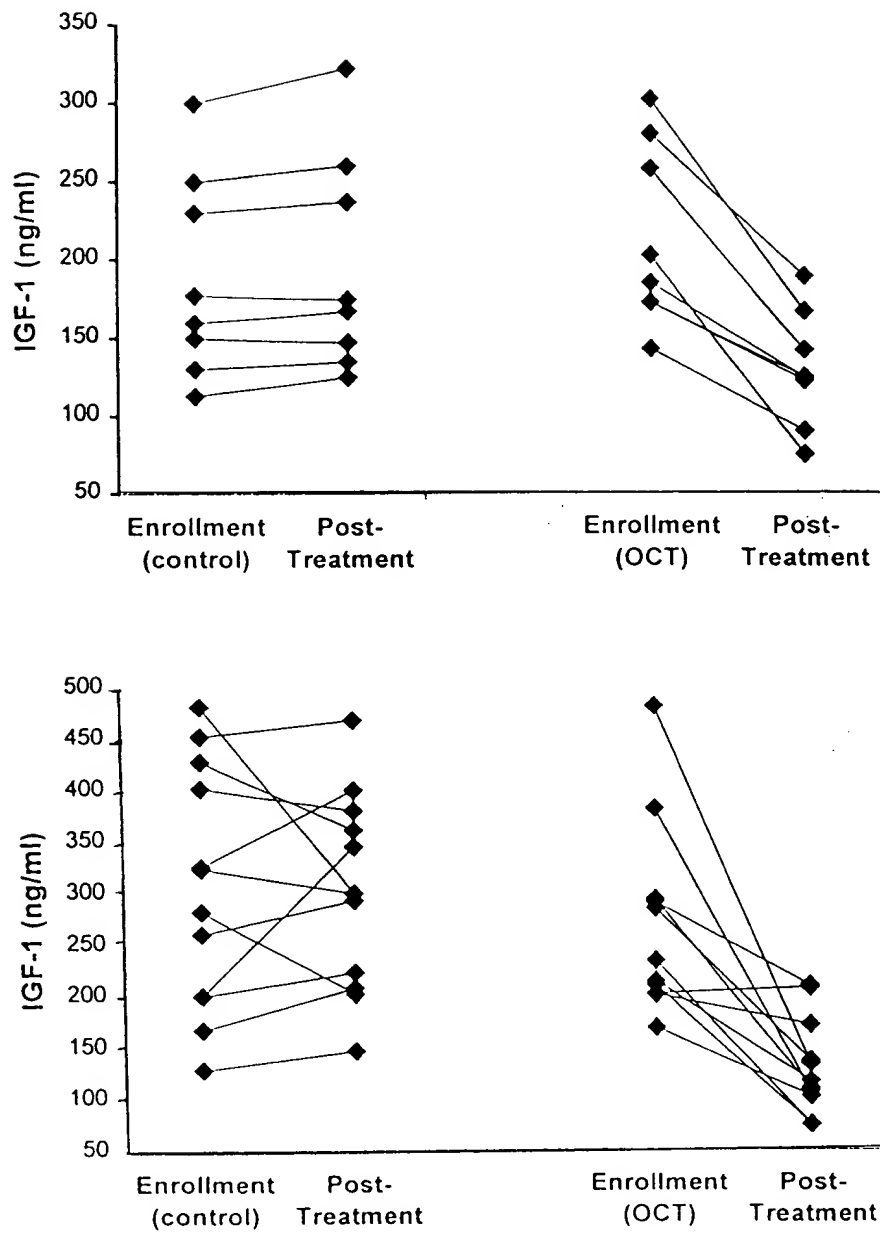 350
300
250
200
150
100
50
IGF-1 (ng/ml)
Enrollment Post- Enrollment Post-
(control) Treatment (OCT) Treatment
500
450
400
350
300
250
200
150
100
50
IGF-1 (ng/ml)
Enrollment Post- Enrollment Post-
(control) Treatment (OCT) Treatment